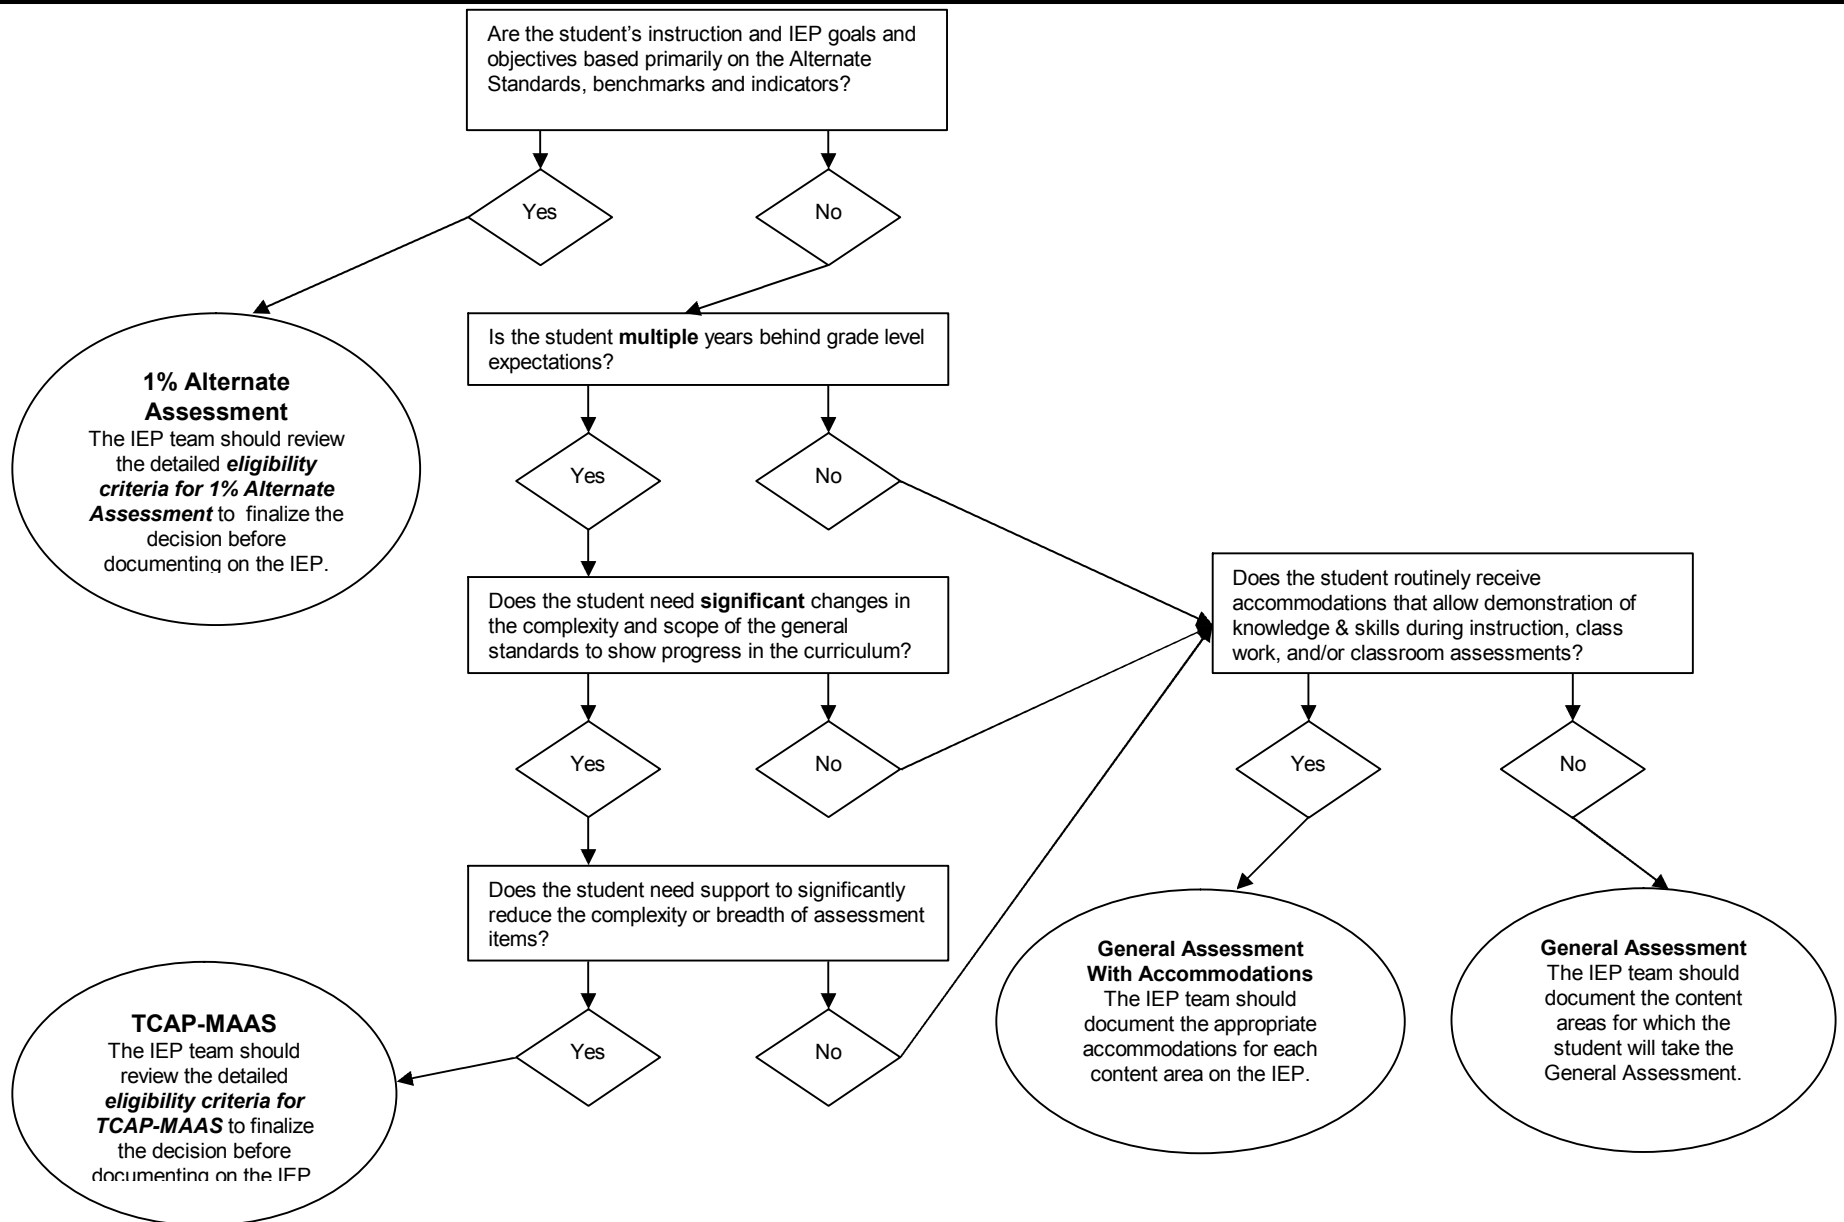 Are the student’s instruction and IEP goals and
objectives based primarily on the Alternate
Standards, benchmarks and indicators?
Yes
No
Is the student multiple years behind grade level
expectations?
1% Alternate
Assessment
The IEP team should review
the detailed eligibility
criteria for 1% Alternate
Assessment to finalize the
decision before
documenting on the IEP.
Yes
No
Does the student need significant changes in
the complexity and scope of the general
standards to show progress in the curriculum?
Does the student routinely receive
accommodations that allow demonstration of
knowledge & skills during instruction, class
work, and/or classroom assessments?
Yes
No
Yes
No
Does the student need support to significantly
reduce the complexity or breadth of assessment
items?
General Assessment
With Accommodations
The IEP team should
document the appropriate
accommodations for each
content area on the IEP.
General Assessment
The IEP team should
document the content
areas for which the
student will take the
General Assessment.
Yes
No
TCAP-MAAS
The IEP team should
review the detailed
eligibility criteria for
TCAP-MAAS to finalize
the decision before
documenting on the IEP